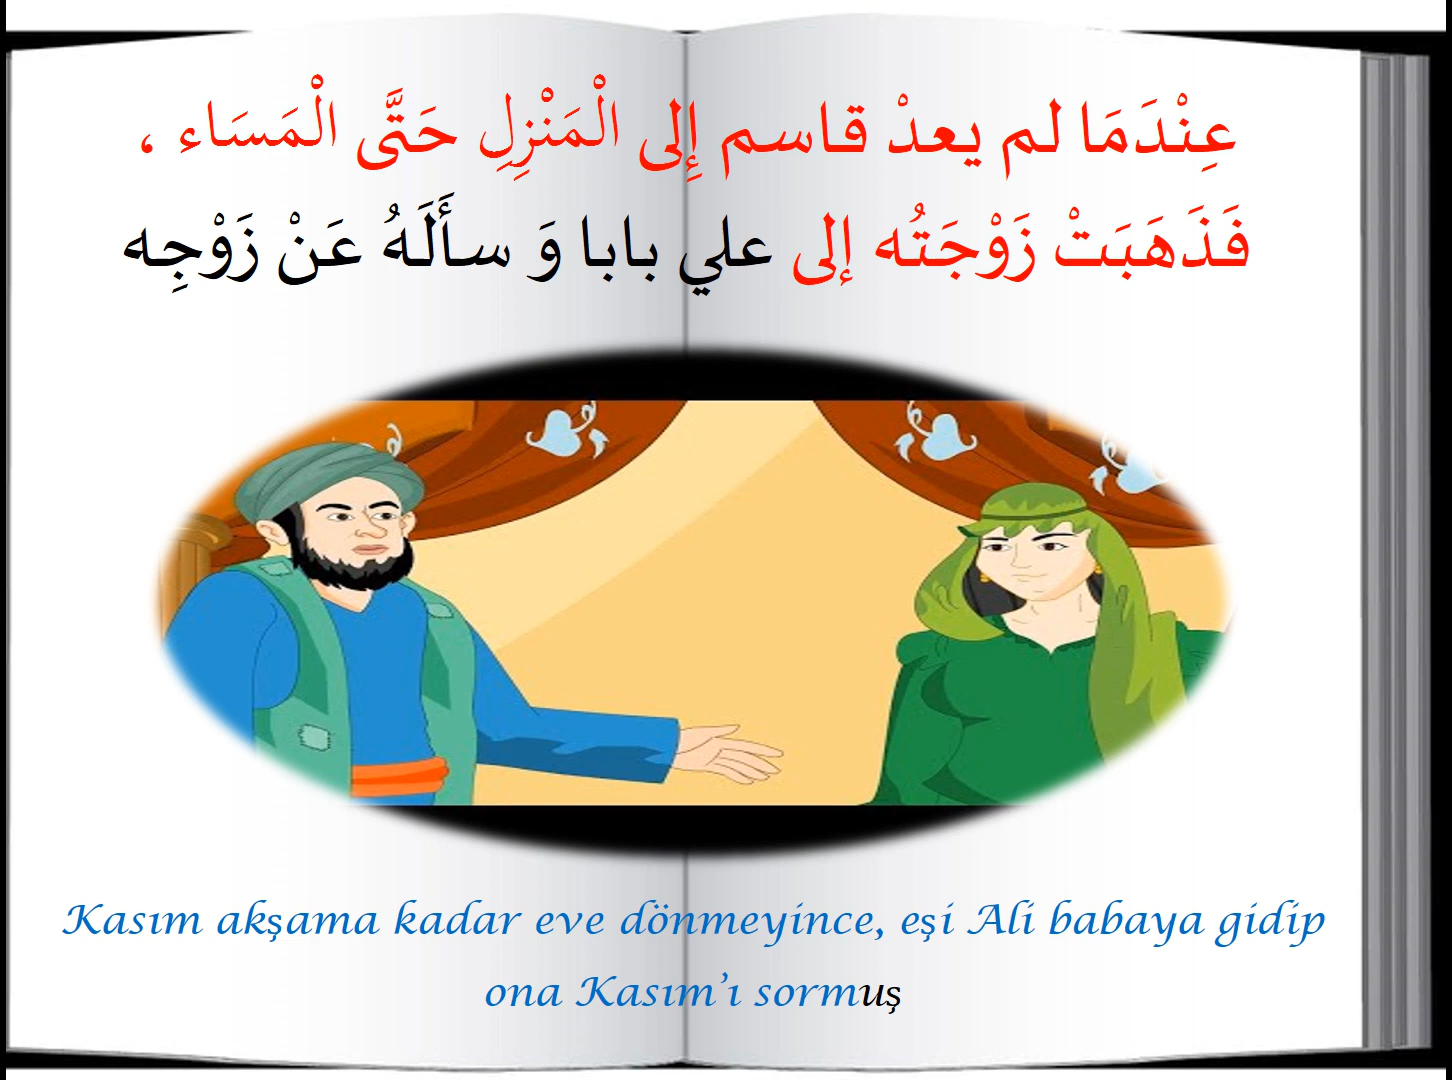 عِنْدَمَا لم يعدْ قاسم إِلى الْمَنْزِلِ حَتَّى الْمَسَاء ،
فَذَهَبَتْ زَوْجَتُه إلى علي بابا وَ سأَلَهُ عَنْ زَوْجِه
Kasım akşama kadar eve dönmeyince, eşi Ali babaya gidip
ona Kasım’ı sormuş